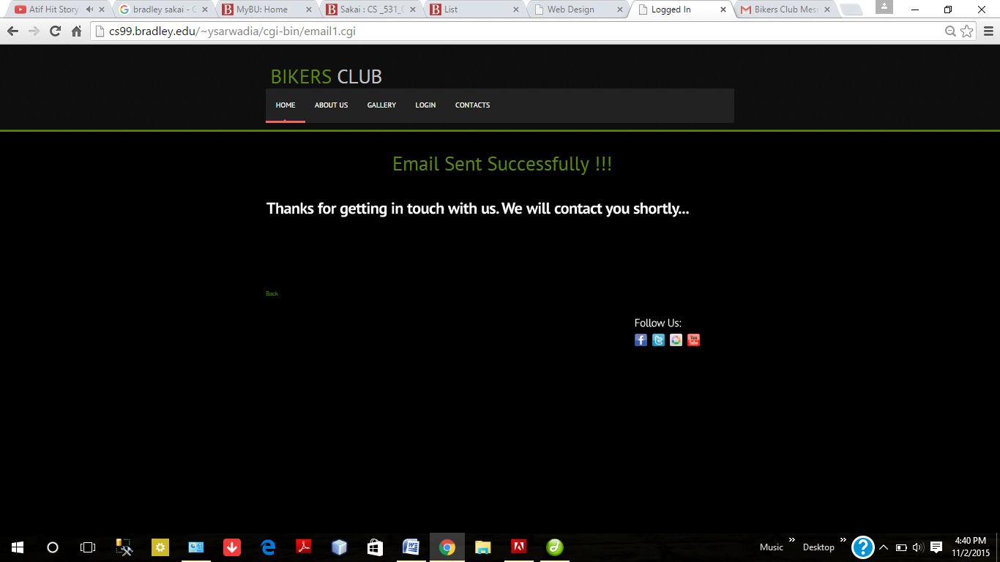 Atif Hit Story
bradley sakai - G
MyBU: Home
Sakai : CS _531_0
List
Web Design
Logged In
Bikers Club Mess
cs99.bradley.edu/~ysarwadia/cgi-bin/email1.cgi
BIKERS CLUB
HOME ABOUT US GALLERY LOGIN CONTACTS
Email Sent Successfully !!!
Thanks for getting in touch with us. We will contact you shortly...
Back
Follow Us:
You
Tube
Music
Desktop
4:40 PM
11/2/2015